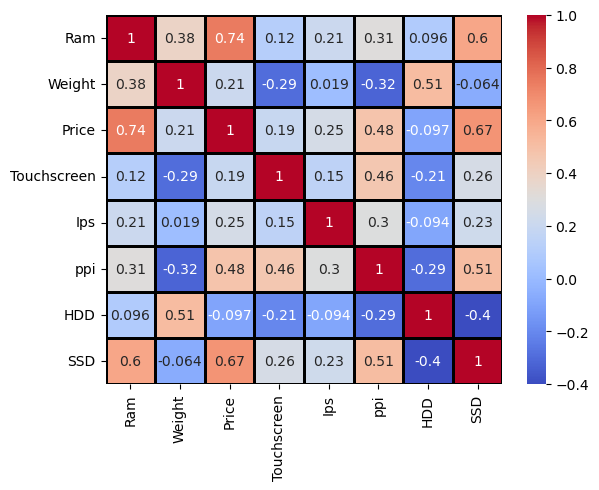 Ram 1 0.38 0.74 0.12 0.21 0.31 0.096 0.6
Weight 0.38 1 0.21 -0.29 0.019 -0.32 0.51 -0.064
Price 0.74 0.21 1 0.19 0.25 0.48 -0.097 0.67
Touchscreen 0.12 -0.29 0.19 1 0.15 0.46 -0.21 0.26
Ips 0.21 0.019 0.25 0.15 1 0.3 -0.094 0.23
ppi 0.31 -0.32 0.48 0.46 0.3 1 -0.29 0.51
HDD 0.096 0.51 -0.097 -0.21 -0.094 -0.29 1 -0.4
SSD 0.6 -0.064 0.67 0.26 0.23 0.51 -0.4 1
Ram Weight Price Touchscreen Ips ppi HDD SSD
1.0
0.8
0.6
0.4
0.2
0.0
−0.2
−0.4